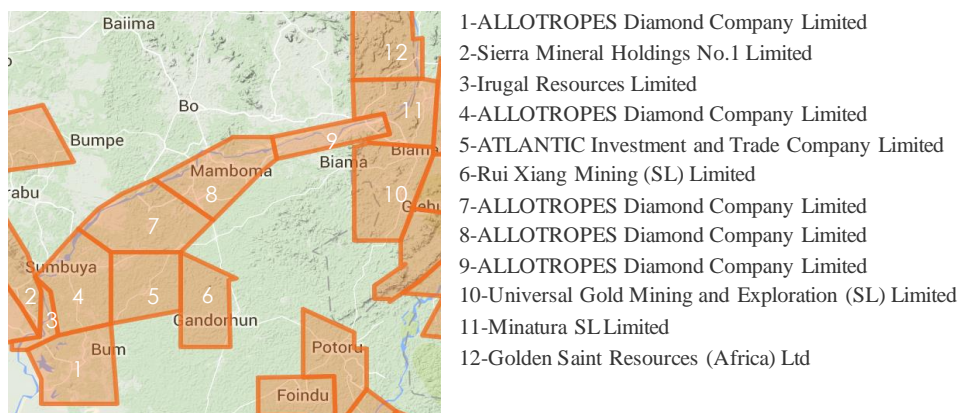 Baiima
12
1-ALLOTROPES Diamond Company Limited
2-Sierra Mineral Holdings No.1 Limited
3-Irugal Resources Limited
4-ALLOTROPES Diamond Company Limited
5-ATLANTIC Investment and Trade Company Limited
6-Rui Xiang Mining (SL) Limited
7-ALLOTROPES Diamond Company Limited
8-ALLOTROPES Diamond Company Limited
9-ALLOTROPES Diamond Company Limited
10-Universal Gold Mining and Exploration (SL) Limited
11-Minatura SL Limited
12-Golden Saint Resources (Africa) Ltd
Bo
11
Bumpe
9
Biama
Mamboma
8
10
rabu
7
Sumbuya
2
4
5
6
3
Gandorhun
Bum
Potoru
1
Foindu